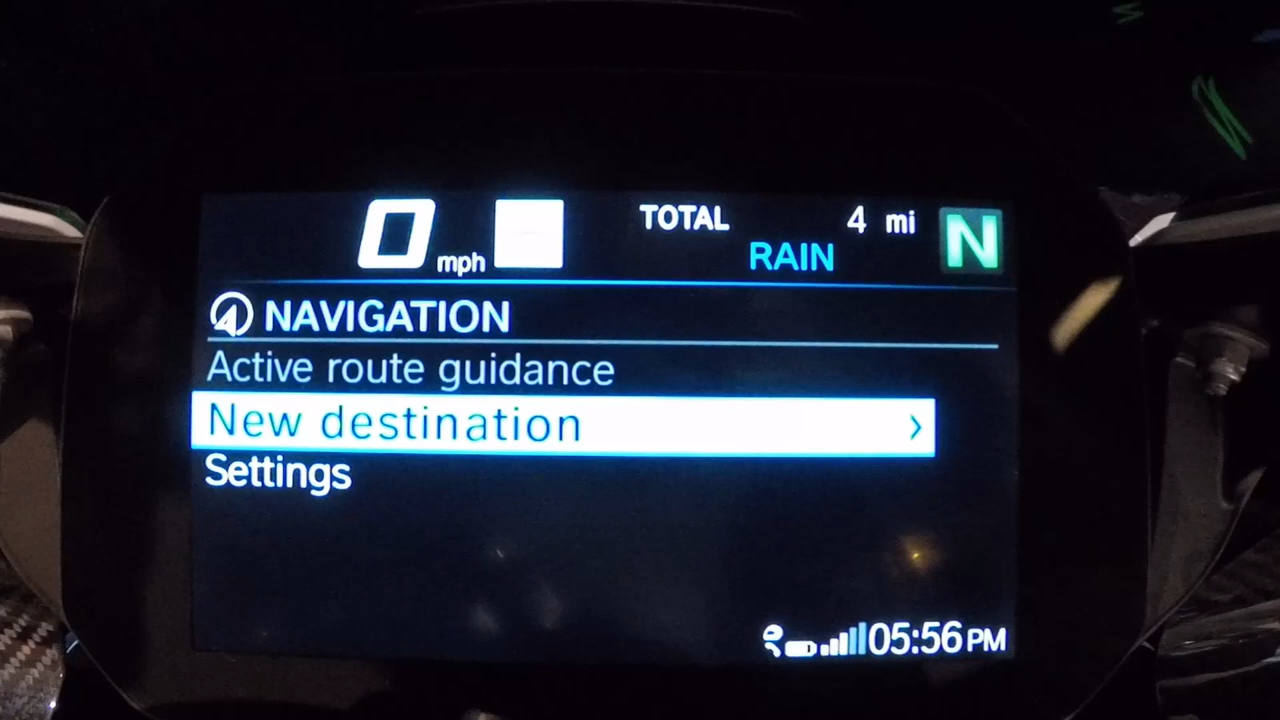 0 mph TOTAL 4 mi N
RAIN
NAVIGATION
Active route guidance
New destination >
Settings
05:56 PM